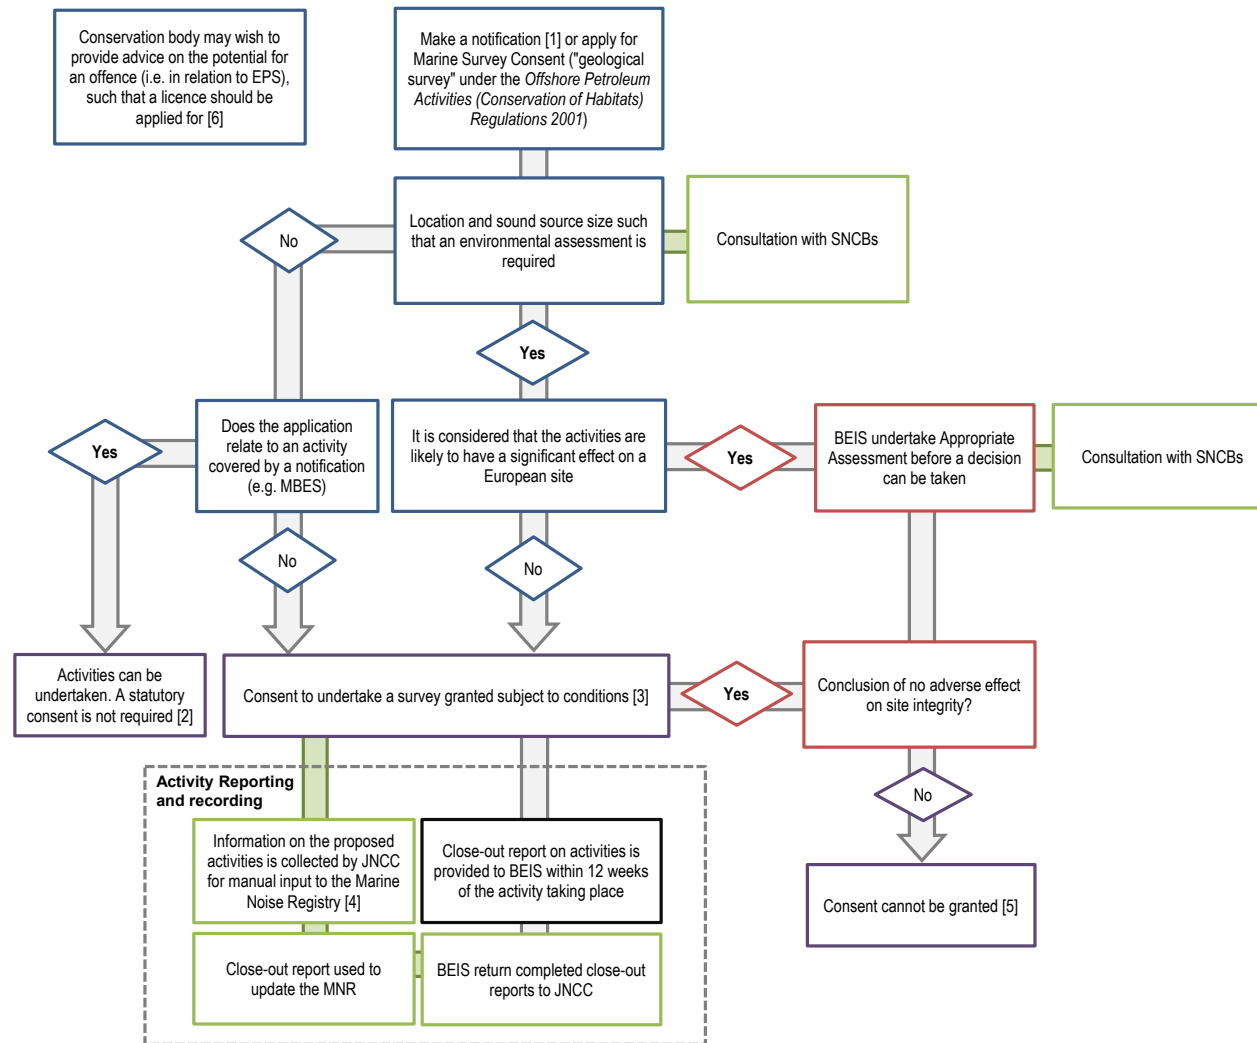 Conservation body may wish to
provide advice on the potential for
an offence (i.e. in relation to EPS),
such that a licence should be
applied for [6]
Make a notification [1] or apply for
Marine Survey Consent ("geological
survey" under the Offshore Petroleum
Activities (Conservation of Habitats)
Regulations 2001)
No
Location and sound source size such
that an environmental assessment is
required
Consultation with SNCBs
Yes
Yes
Does the application
relate to an activity
covered by a notification
(e.g. MBES)
It is considered that the activities are
likely to have a significant effect on a
European site
Yes
BEIS undertake Appropriate
Assessment before a decision
can be taken
Consultation with SNCBs
No
No
Activities can be
undertaken. A statutory
consent is not required [2]
Consent to undertake a survey granted subject to conditions [3]
Yes
Conclusion of no adverse effect
on site integrity?
No
Activity Reporting
and recording
Information on the proposed
activities is collected by JNCC
for manual input to the Marine
Noise Registry [4]
Close-out report on activities is
provided to BEIS within 12 weeks
of the activity taking place
Consent cannot be granted [5]
Close-out report used to
update the MNR
BEIS return completed close-out
reports to JNCC